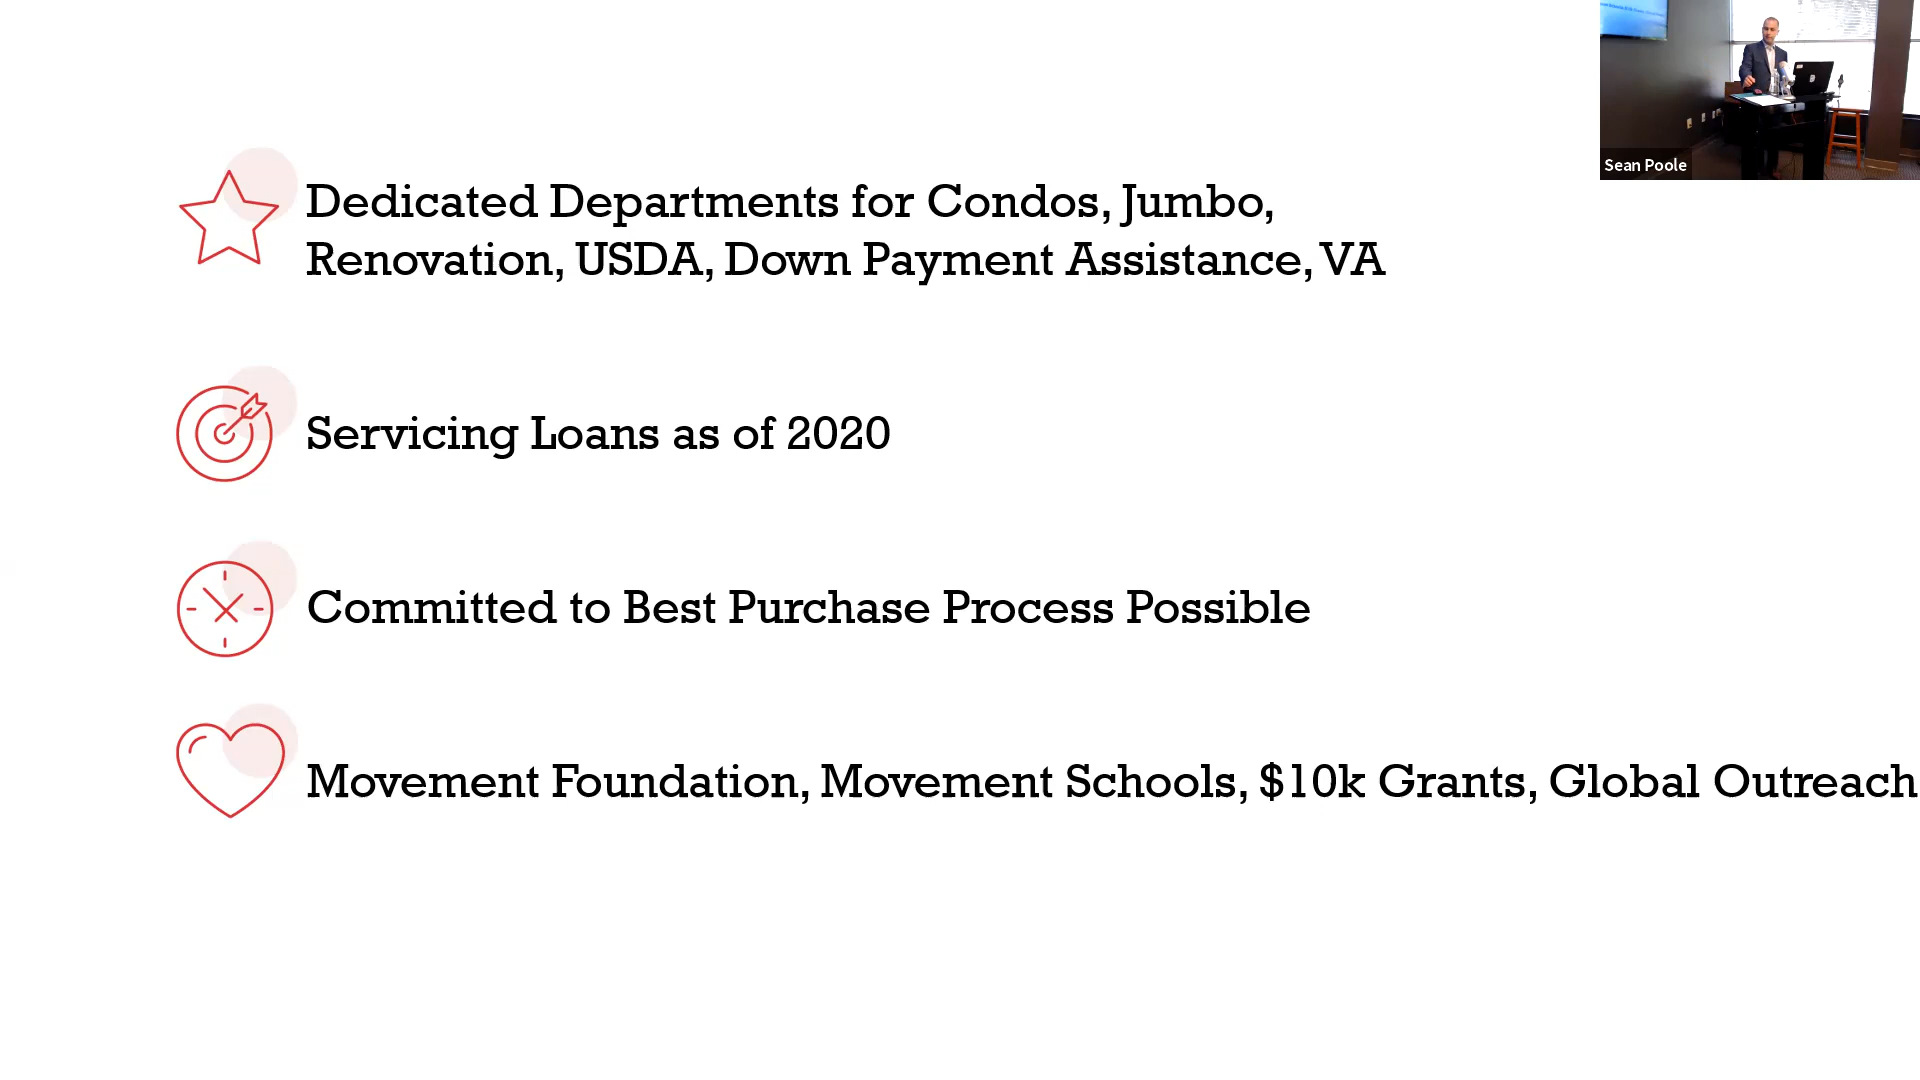 Dedicated Departments for Condos, Jumbo,
Renovation, USDA, Down Payment Assistance, VA
Servicing Loans as of 2020
Committed to Best Purchase Process Possible
Movement Foundation, Movement Schools, $10k Grants, Global Outreach
Sean Poole